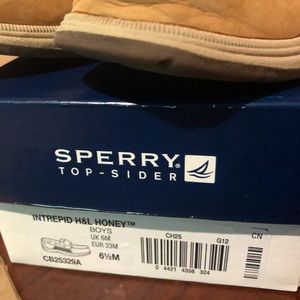 SPERRY
TOP-SIDER
INTREPID H&L HONEY™
BOYS
UK 6M
EUR 23M
CB25329A
6½M
CH25
G12
CN
0 4421 4356 324